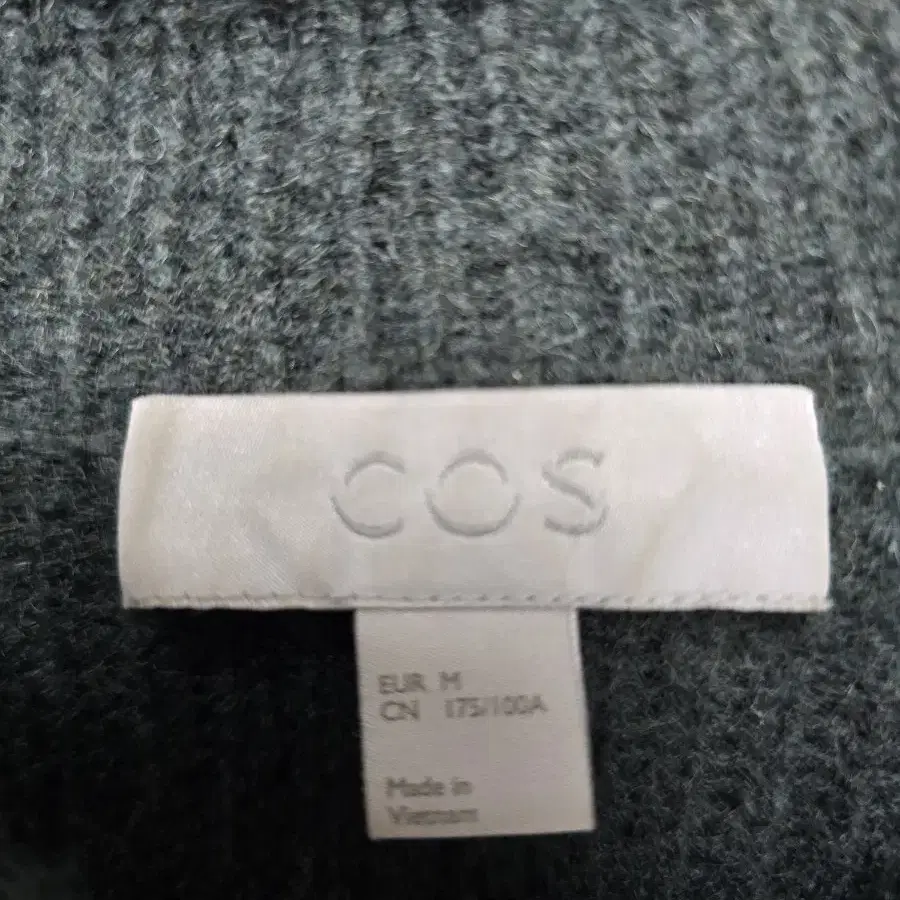 COS
EUR M
CN 175/100A
Made in
Vietnam